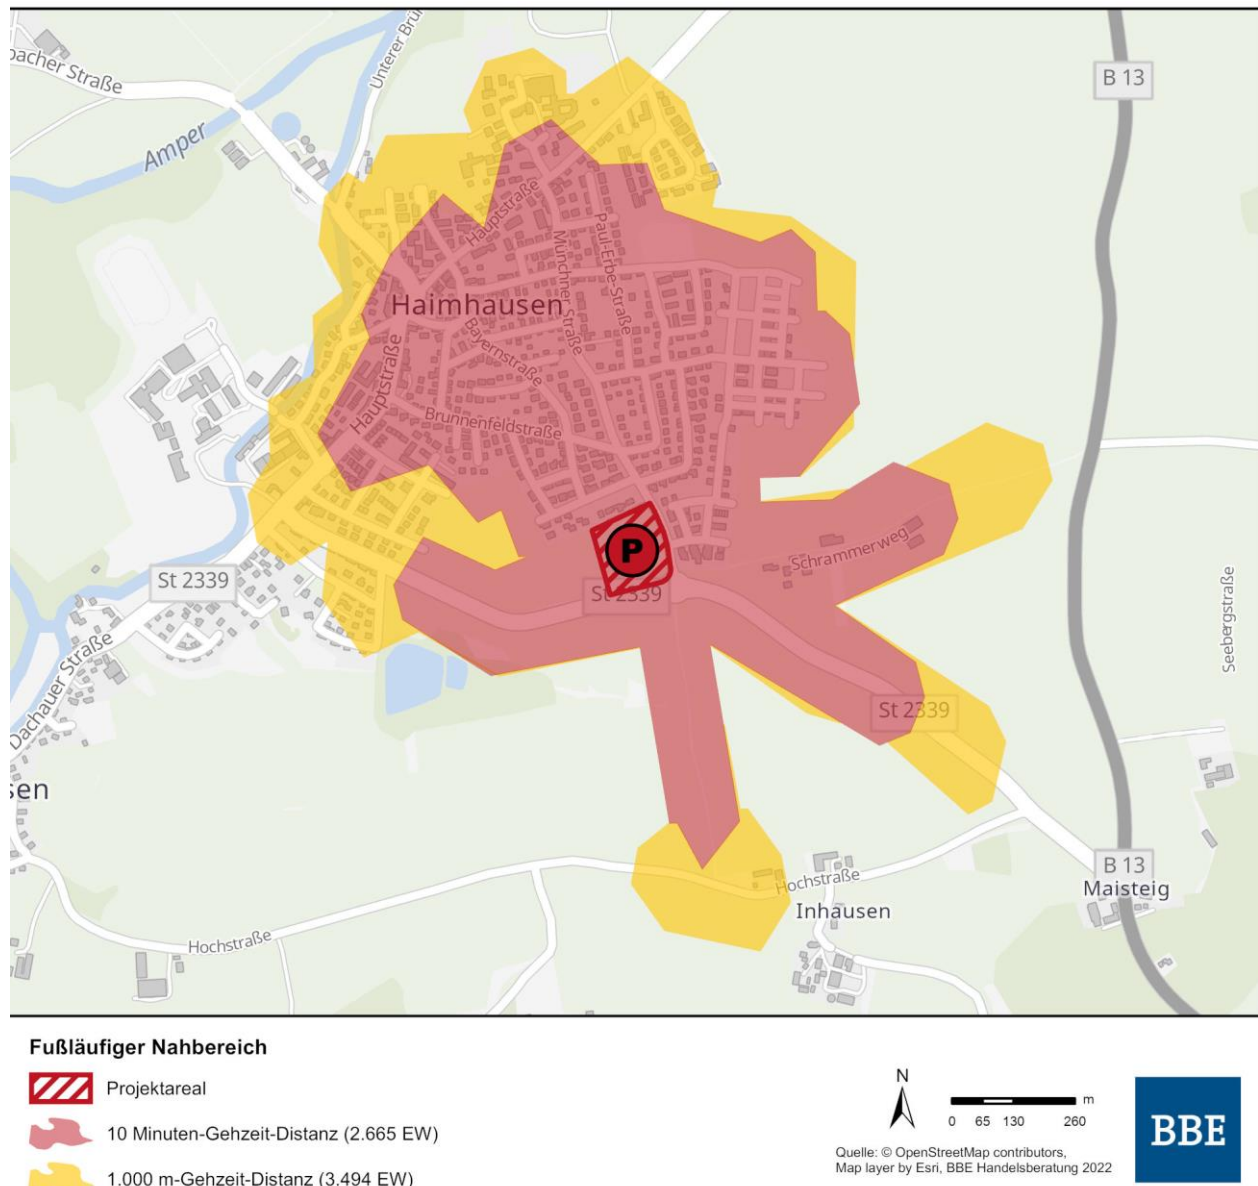 bacher Straße
Unterer Brü
B 13
Amper
Hauptstraße
Paul-Erbe-Straße
Münchner Straße
Haimhausen
Bayernstraße
Hauptstraße
Brunnenfeldstraße
P
Schrammerweg
St 2339
St 2339
Seebergstraße
Dachauer Straße
St 2339
sen
B 13
Maisteig
Hochstraße
Inhausen
Hochstraße
Fußläufiger Nahbereich
Projektareal
10 Minuten-Gehzeit-Distanz (2.665 EW)
1.000 m-Gehzeit-Distanz (3.494 EW)
N
m
0 65 130 260
Quelle: © OpenStreetMap contributors,
Map layer by Esri, BBE Handelsberatung 2022
BBE